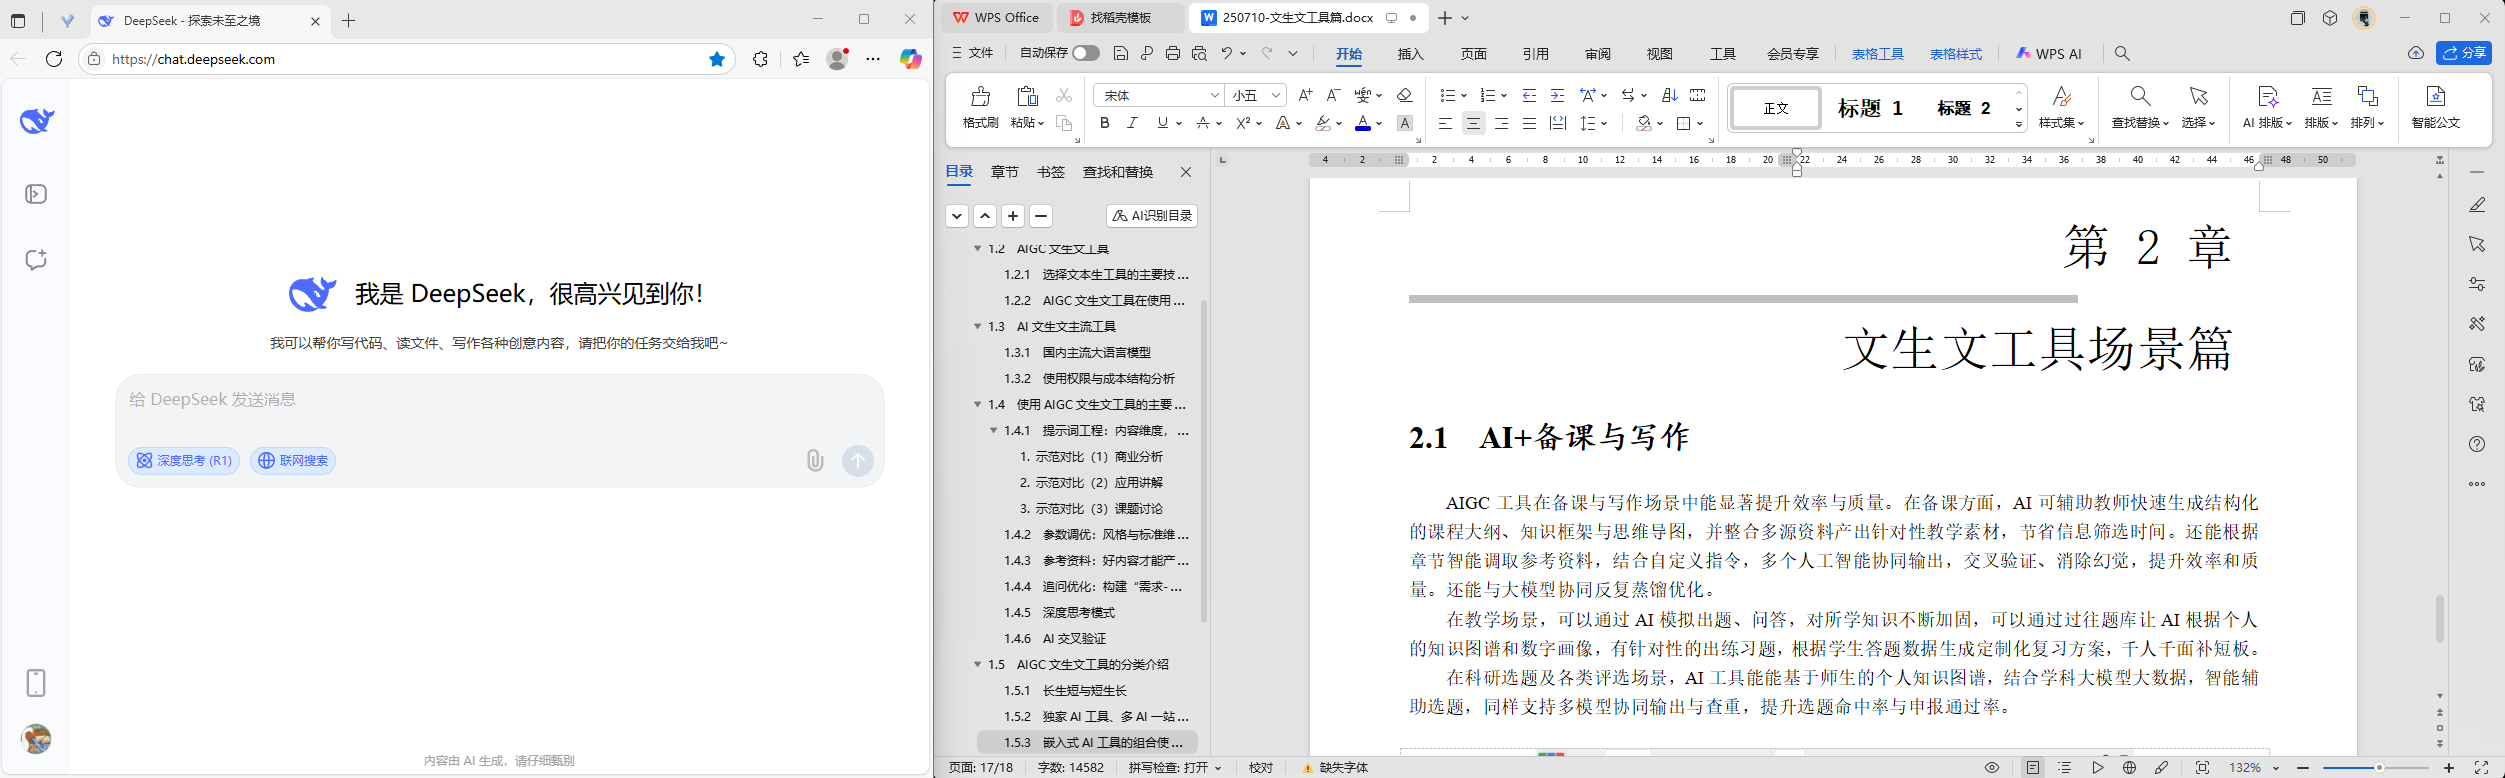 DeepSeek - 探索未至之境
https://chat.deepseek.com
我是 DeepSeek，很高兴见到你！
我可以帮你写代码、读文件、写作各种创意内容，请把你的任务交给我吧~
给 DeepSeek 发送消息
深度思考 (R1) 联网搜索
内容由 AI 生成，请仔细甄别
WPS Office 找稻壳模板 250710-文生文工具篇.docx
文件 自动保存 开始 插入 页面 引用 审阅 视图 工具 会员专享 表格工具 表格样式 WPS AI 分享
宋体 小五
格式刷 粘贴 正文 标题 1 标题 2 样式集 查找替换 选择 AI 排版 排版 排列 智能公文
目录 章节 书签 查找和替换
4 2 2 4 6 8 10 12 14 16 18 20 22 24 26 28 30 32 34 36 38 40 42 44 46 48 50
AI识别目录
1.2 AIGC 文生文工具
1.2.1 选择文本生工具的主要技 ...
1.2.2 AIGC 文生文工具在使用 ...
1.3 AI 文生文主流工具
1.3.1 国内主流大语言模型
1.3.2 使用权限与成本结构分析
1.4 使用 AIGC 文生文工具的主要 ...
1.4.1 提示词工程：内容维度， ...
1. 示范对比（1）商业分析
2. 示范对比（2）应用讲解
3. 示范对比（3）课题讨论
1.4.2 参数调优：风格与标准维 ...
1.4.3 参考资料：好内容才能产 ...
1.4.4 追问优化：构建“需求- ...
1.4.5 深度思考模式
1.4.6 AI 交叉验证
1.5 AIGC 文生文工具的分类介绍
1.5.1 长生短与短生长
1.5.2 独家 AI 工具、多 AI 一站 ...
1.5.3 嵌入式 AI 工具的组合使 ...
第 2 章
文生文工具场景篇
2.1 AI+备课与写作
AIGC 工具在备课与写作场景中能显著提升效率与质量。在备课方面，AI 可辅助教师快速生成结构化
的课程大纲、知识框架与思维导图，并整合多源资料产出针对性教学素材，节省信息筛选时间。还能根据
章节智能调取参考资料，结合自定义指令，多个人工智能协同输出，交叉验证、消除幻觉，提升效率和质
量。还能与大模型协同反复蒸馏优化。
在教学场景，可以通过 AI 模拟出题、问答，对所学知识不断加固，可以通过过往题库让 AI 根据个人
的知识图谱和数字画像，有针对性的出练习题，根据学生答题数据生成定制化复习方案，千人千面补短板。
在科研选题及各类评选场景，AI 工具能能基于师生的个人知识图谱，结合学科大模型大数据，智能辅
助选题，同样支持多模型协同输出与查重，提升选题命中率与申报通过率。
页面: 17/18 字数: 14582 拼写检查: 打开 校对 缺失字体 132%